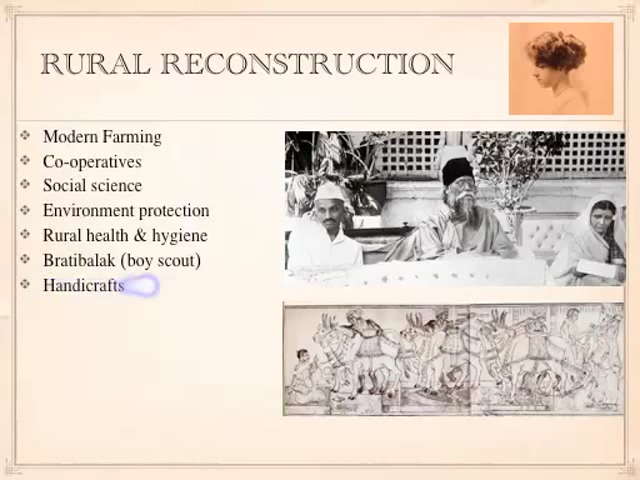 RURAL RECONSTRUCTION
Modern Farming
Co-operatives
Social science
Environment protection
Rural health & hygiene
Bratibalak (boy scout)
Handicrafts